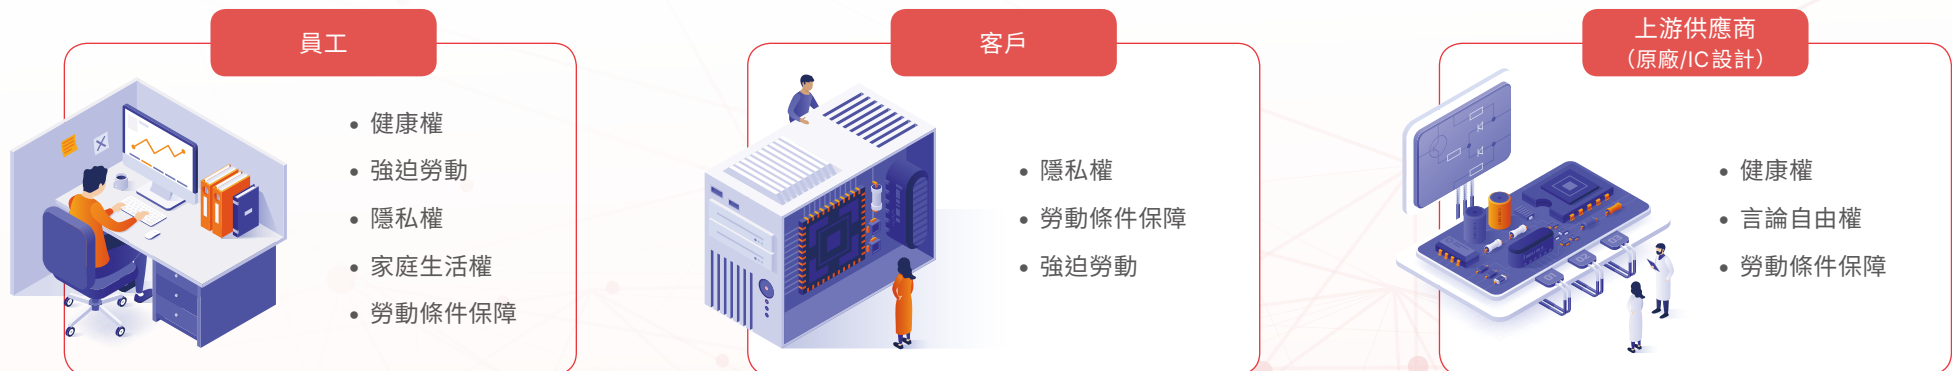 員工
• 健康權
• 強迫勞動
• 隱私權
• 家庭生活權
• 勞動條件保障
客戶
• 隱私權
• 勞動條件保障
• 強迫勞動
上游供應商
（原廠/IC設計）
• 健康權
• 言論自由權
• 勞動條件保障